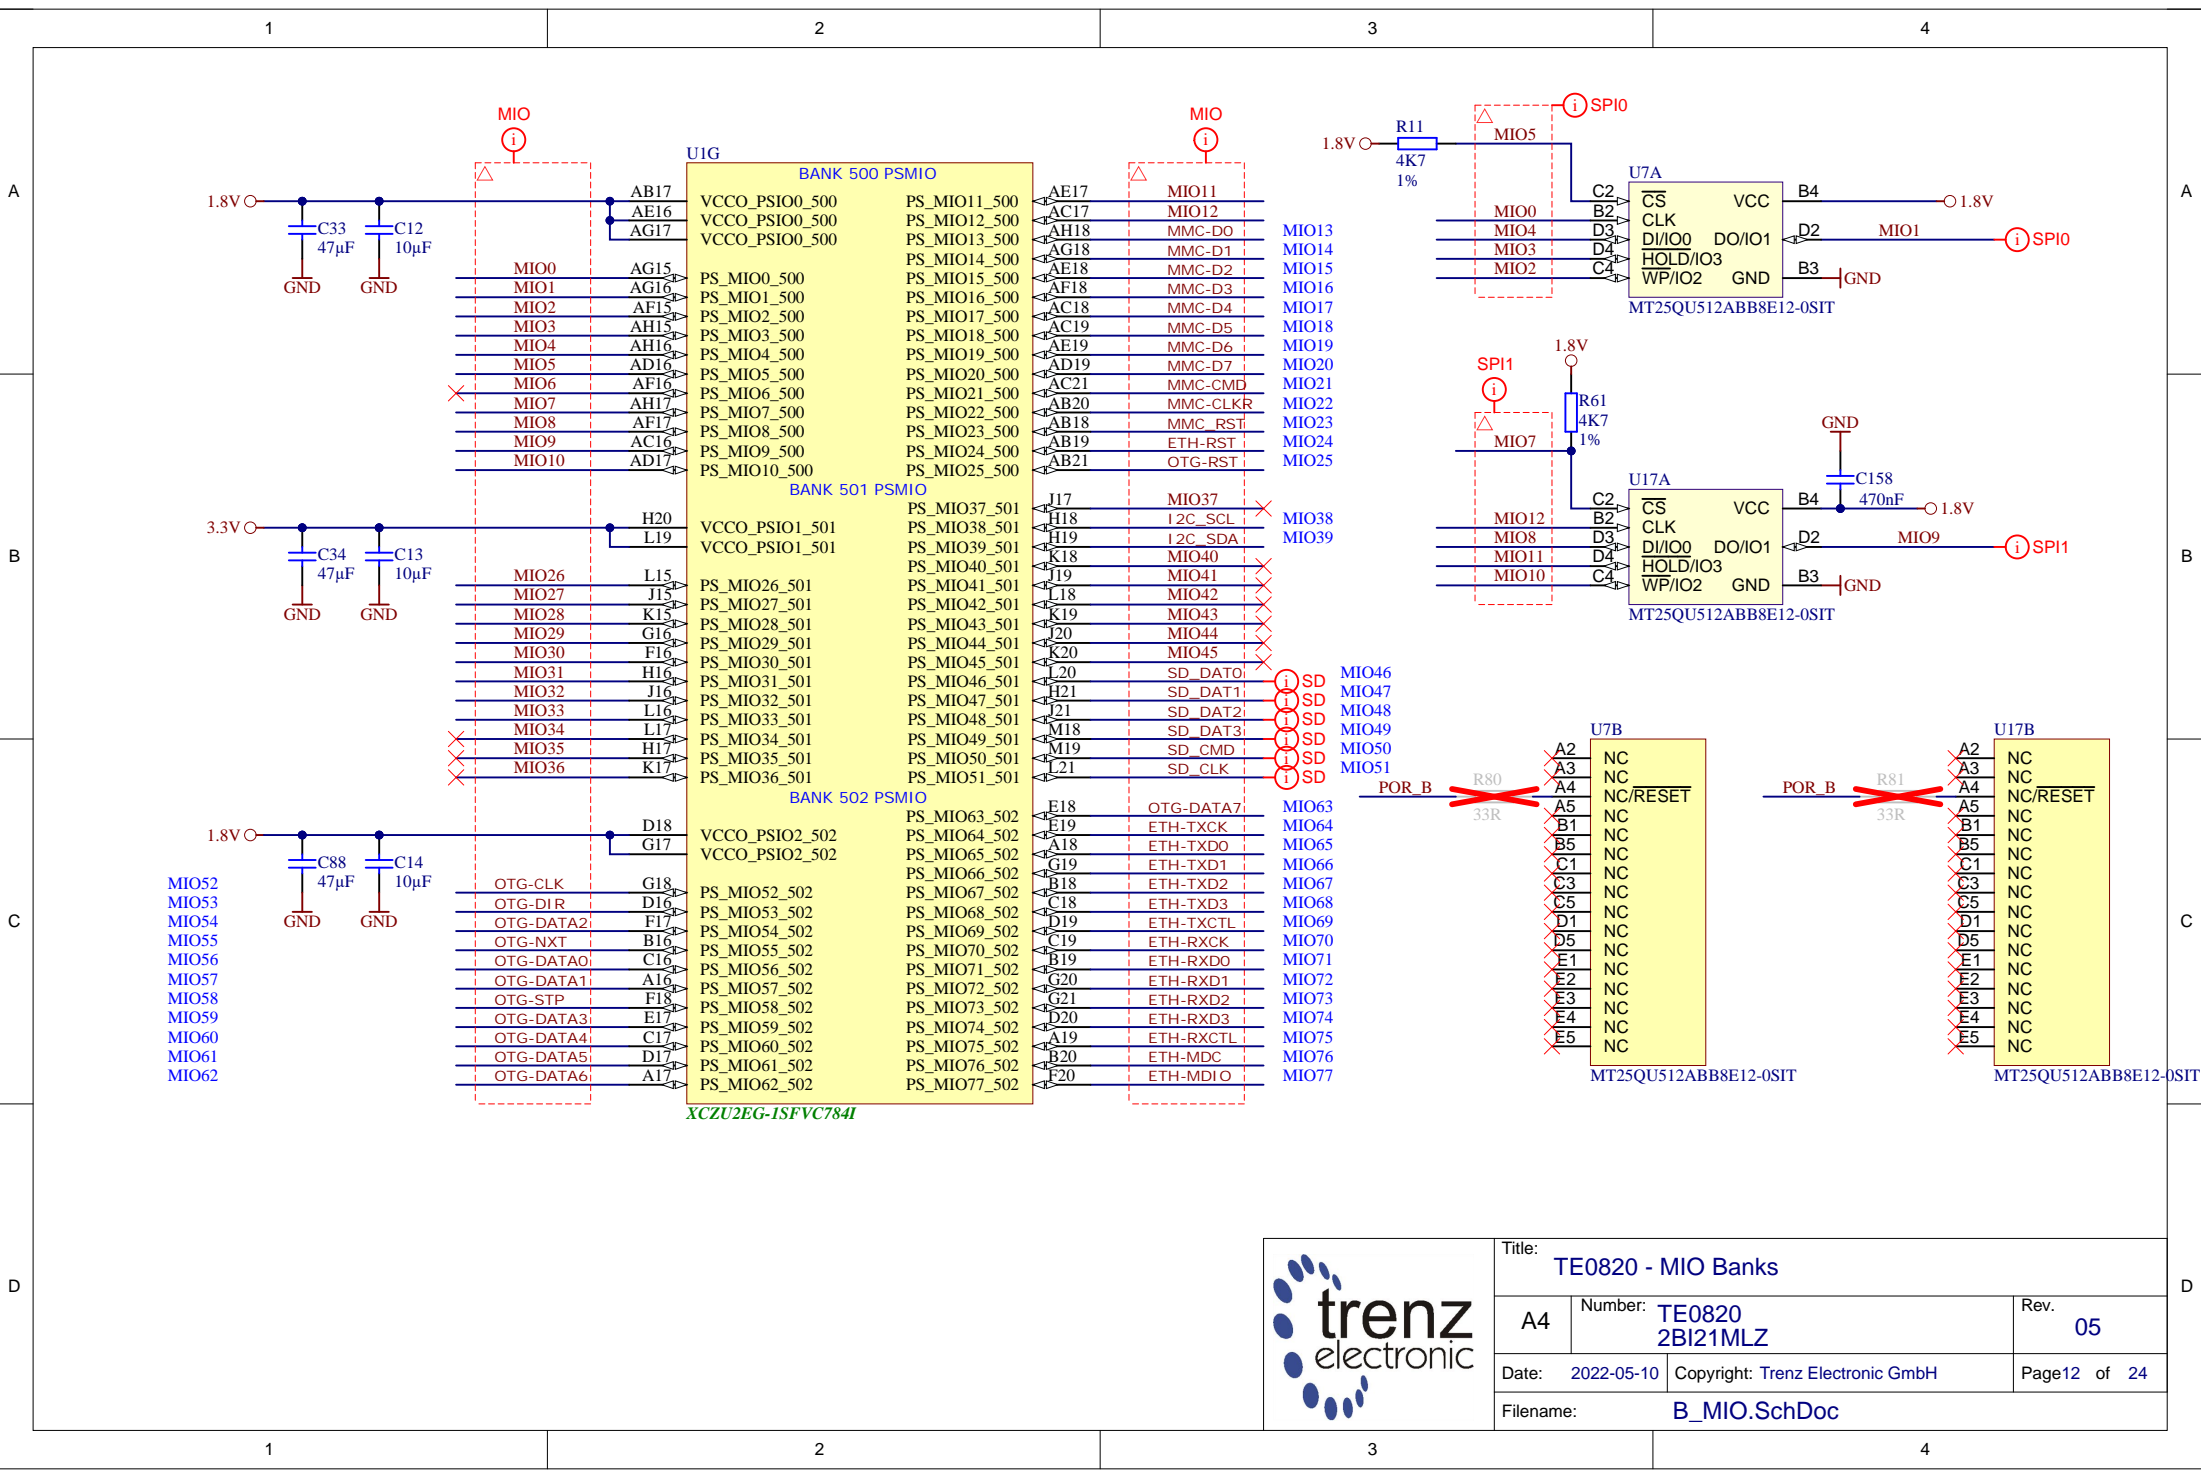 1 2 3 4
A A
B B
C C
D D
MIO
MIO
U1G
BANK 500 PSMIO
1.8V
C33
47µF
C12
10µF
GND GND
AB17 VCCO_PSIO0_500
AE16 VCCO_PSIO0_500
AG17 VCCO_PSIO0_500
MIO0 AG15 PS_MIO0_500
MIO1 AG16 PS_MIO1_500
MIO2 AF15 PS_MIO2_500
MIO3 AH15 PS_MIO3_500
MIO4 AH16 PS_MIO4_500
MIO5 AD16 PS_MIO5_500
MIO6 AF16 PS_MIO6_500
MIO7 AH17 PS_MIO7_500
MIO8 AF17 PS_MIO8_500
MIO9 AC16 PS_MIO9_500
MIO10 AD17 PS_MIO10_500
PS_MIO11_500 AE17 MIO11
PS_MIO12_500 AC17 MIO12
PS_MIO13_500 AH18 MMC-D0 MIO13
PS_MIO14_500 AG18 MMC-D1 MIO14
PS_MIO15_500 AE18 MMC-D2 MIO15
PS_MIO16_500 AF18 MMC-D3 MIO16
PS_MIO17_500 AC18 MMC-D4 MIO17
PS_MIO18_500 AC19 MMC-D5 MIO18
PS_MIO19_500 AE19 MMC-D6 MIO19
PS_MIO20_500 AD19 MMC-D7 MIO20
PS_MIO21_500 AC21 MMC-CMD MIO21
PS_MIO22_500 AB20 MMC-CLKR MIO22
PS_MIO23_500 AB18 MMC_RST MIO23
PS_MIO24_500 AB19 ETH-RST MIO24
PS_MIO25_500 AB21 OTG-RST MIO25
BANK 501 PSMIO
3.3V
C34
47µF
C13
10µF
GND GND
H20 VCCO_PSIO1_501
L19 VCCO_PSIO1_501
MIO26 L15 PS_MIO26_501
MIO27 J15 PS_MIO27_501
MIO28 K15 PS_MIO28_501
MIO29 G16 PS_MIO29_501
MIO30 F16 PS_MIO30_501
MIO31 H16 PS_MIO31_501
MIO32 J16 PS_MIO32_501
MIO33 L16 PS_MIO33_501
MIO34 L17 PS_MIO34_501
MIO35 H17 PS_MIO35_501
MIO36 K17 PS_MIO36_501
PS_MIO37_501 J17 MIO37
PS_MIO38_501 H18 I2C_SCL MIO38
PS_MIO39_501 H19 I2C_SDA MIO39
PS_MIO40_501 K18 MIO40
PS_MIO41_501 J19 MIO41
PS_MIO42_501 L18 MIO42
PS_MIO43_501 K19 MIO43
PS_MIO44_501 J20 MIO44
PS_MIO45_501 K20 MIO45
PS_MIO46_501 L20 SD_DAT0 SD MIO46
PS_MIO47_501 H21 SD_DAT1 SD MIO47
PS_MIO48_501 J21 SD_DAT2 SD MIO48
PS_MIO49_501 M18 SD_DAT3 SD MIO49
PS_MIO50_501 M19 SD_CMD SD MIO50
PS_MIO51_501 L21 SD_CLK SD MIO51
BANK 502 PSMIO
1.8V
C88
47µF
C14
10µF
GND GND
D18 VCCO_PSIO2_502
G17 VCCO_PSIO2_502
MIO52 OTG-CLK G18 PS_MIO52_502
MIO53 OTG-DIR D16 PS_MIO53_502
MIO54 OTG-DATA2 F17 PS_MIO54_502
MIO55 OTG-NXT B16 PS_MIO55_502
MIO56 OTG-DATA0 C16 PS_MIO56_502
MIO57 OTG-DATA1 A16 PS_MIO57_502
MIO58 OTG-STP F18 PS_MIO58_502
MIO59 OTG-DATA3 E17 PS_MIO59_502
MIO60 OTG-DATA4 C17 PS_MIO60_502
MIO61 OTG-DATA5 D17 PS_MIO61_502
MIO62 OTG-DATA6 A17 PS_MIO62_502
PS_MIO63_502 E18 OTG-DATA7 MIO63
PS_MIO64_502 E19 ETH-TXCK MIO64
PS_MIO65_502 A18 ETH-TXD0 MIO65
PS_MIO66_502 G19 ETH-TXD1 MIO66
PS_MIO67_502 B18 ETH-TXD2 MIO67
PS_MIO68_502 C18 ETH-TXD3 MIO68
PS_MIO69_502 D19 ETH-TXCTL MIO69
PS_MIO70_502 C19 ETH-RXCK MIO70
PS_MIO71_502 B19 ETH-RXD0 MIO71
PS_MIO72_502 G20 ETH-RXD1 MIO72
PS_MIO73_502 G21 ETH-RXD2 MIO73
PS_MIO74_502 D20 ETH-RXD3 MIO74
PS_MIO75_502 A19 ETH-RXCTL MIO75
PS_MIO76_502 B20 ETH-MDC MIO76
PS_MIO77_502 F20 ETH-MDIO MIO77
XCZU2EG-1SFVC784I
SPI0
1.8V R11 MIO5
4K7
1%
U7A
C2 CS VCC B4 1.8V
MIO0 B2 CLK
MIO4 D3 DI/IO0 DO/IO1 D2 MIO1 SPI0
MIO3 D4 HOLD/IO3
MIO2 C4 WP/IO2 GND B3 GND
MT25QU512ABB8E12-0SIT
1.8V
SPI1
R61
4K7
1%
MIO7
GND
C158
470nF
U17A
C2 CS VCC B4 1.8V
MIO12 B2 CLK
MIO8 D3 DI/IO0 DO/IO1 D2 MIO9 SPI1
MIO11 D4 HOLD/IO3
MIO10 C4 WP/IO2 GND B3 GND
MT25QU512ABB8E12-0SIT
U7B
A2 NC
A3 NC
POR_B R80 33R A4 NC/RESET
A5 NC
B1 NC
B5 NC
C1 NC
C3 NC
C5 NC
D1 NC
D5 NC
E1 NC
E2 NC
E3 NC
E4 NC
E5 NC
MT25QU512ABB8E12-0SIT
U17B
A2 NC
A3 NC
POR_B R81 33R A4 NC/RESET
A5 NC
B1 NC
B5 NC
C1 NC
C3 NC
C5 NC
D1 NC
D5 NC
E1 NC
E2 NC
E3 NC
E4 NC
E5 NC
MT25QU512ABB8E12-0SIT
trenz
electronic
Title:
TE0820 - MIO Banks
A4
Number: TE0820
2BI21MLZ
Rev.
05
Date: 2022-05-10 Copyright: Trenz Electronic GmbH Page12 of 24
Filename: B_MIO.SchDoc
1 2 3 4